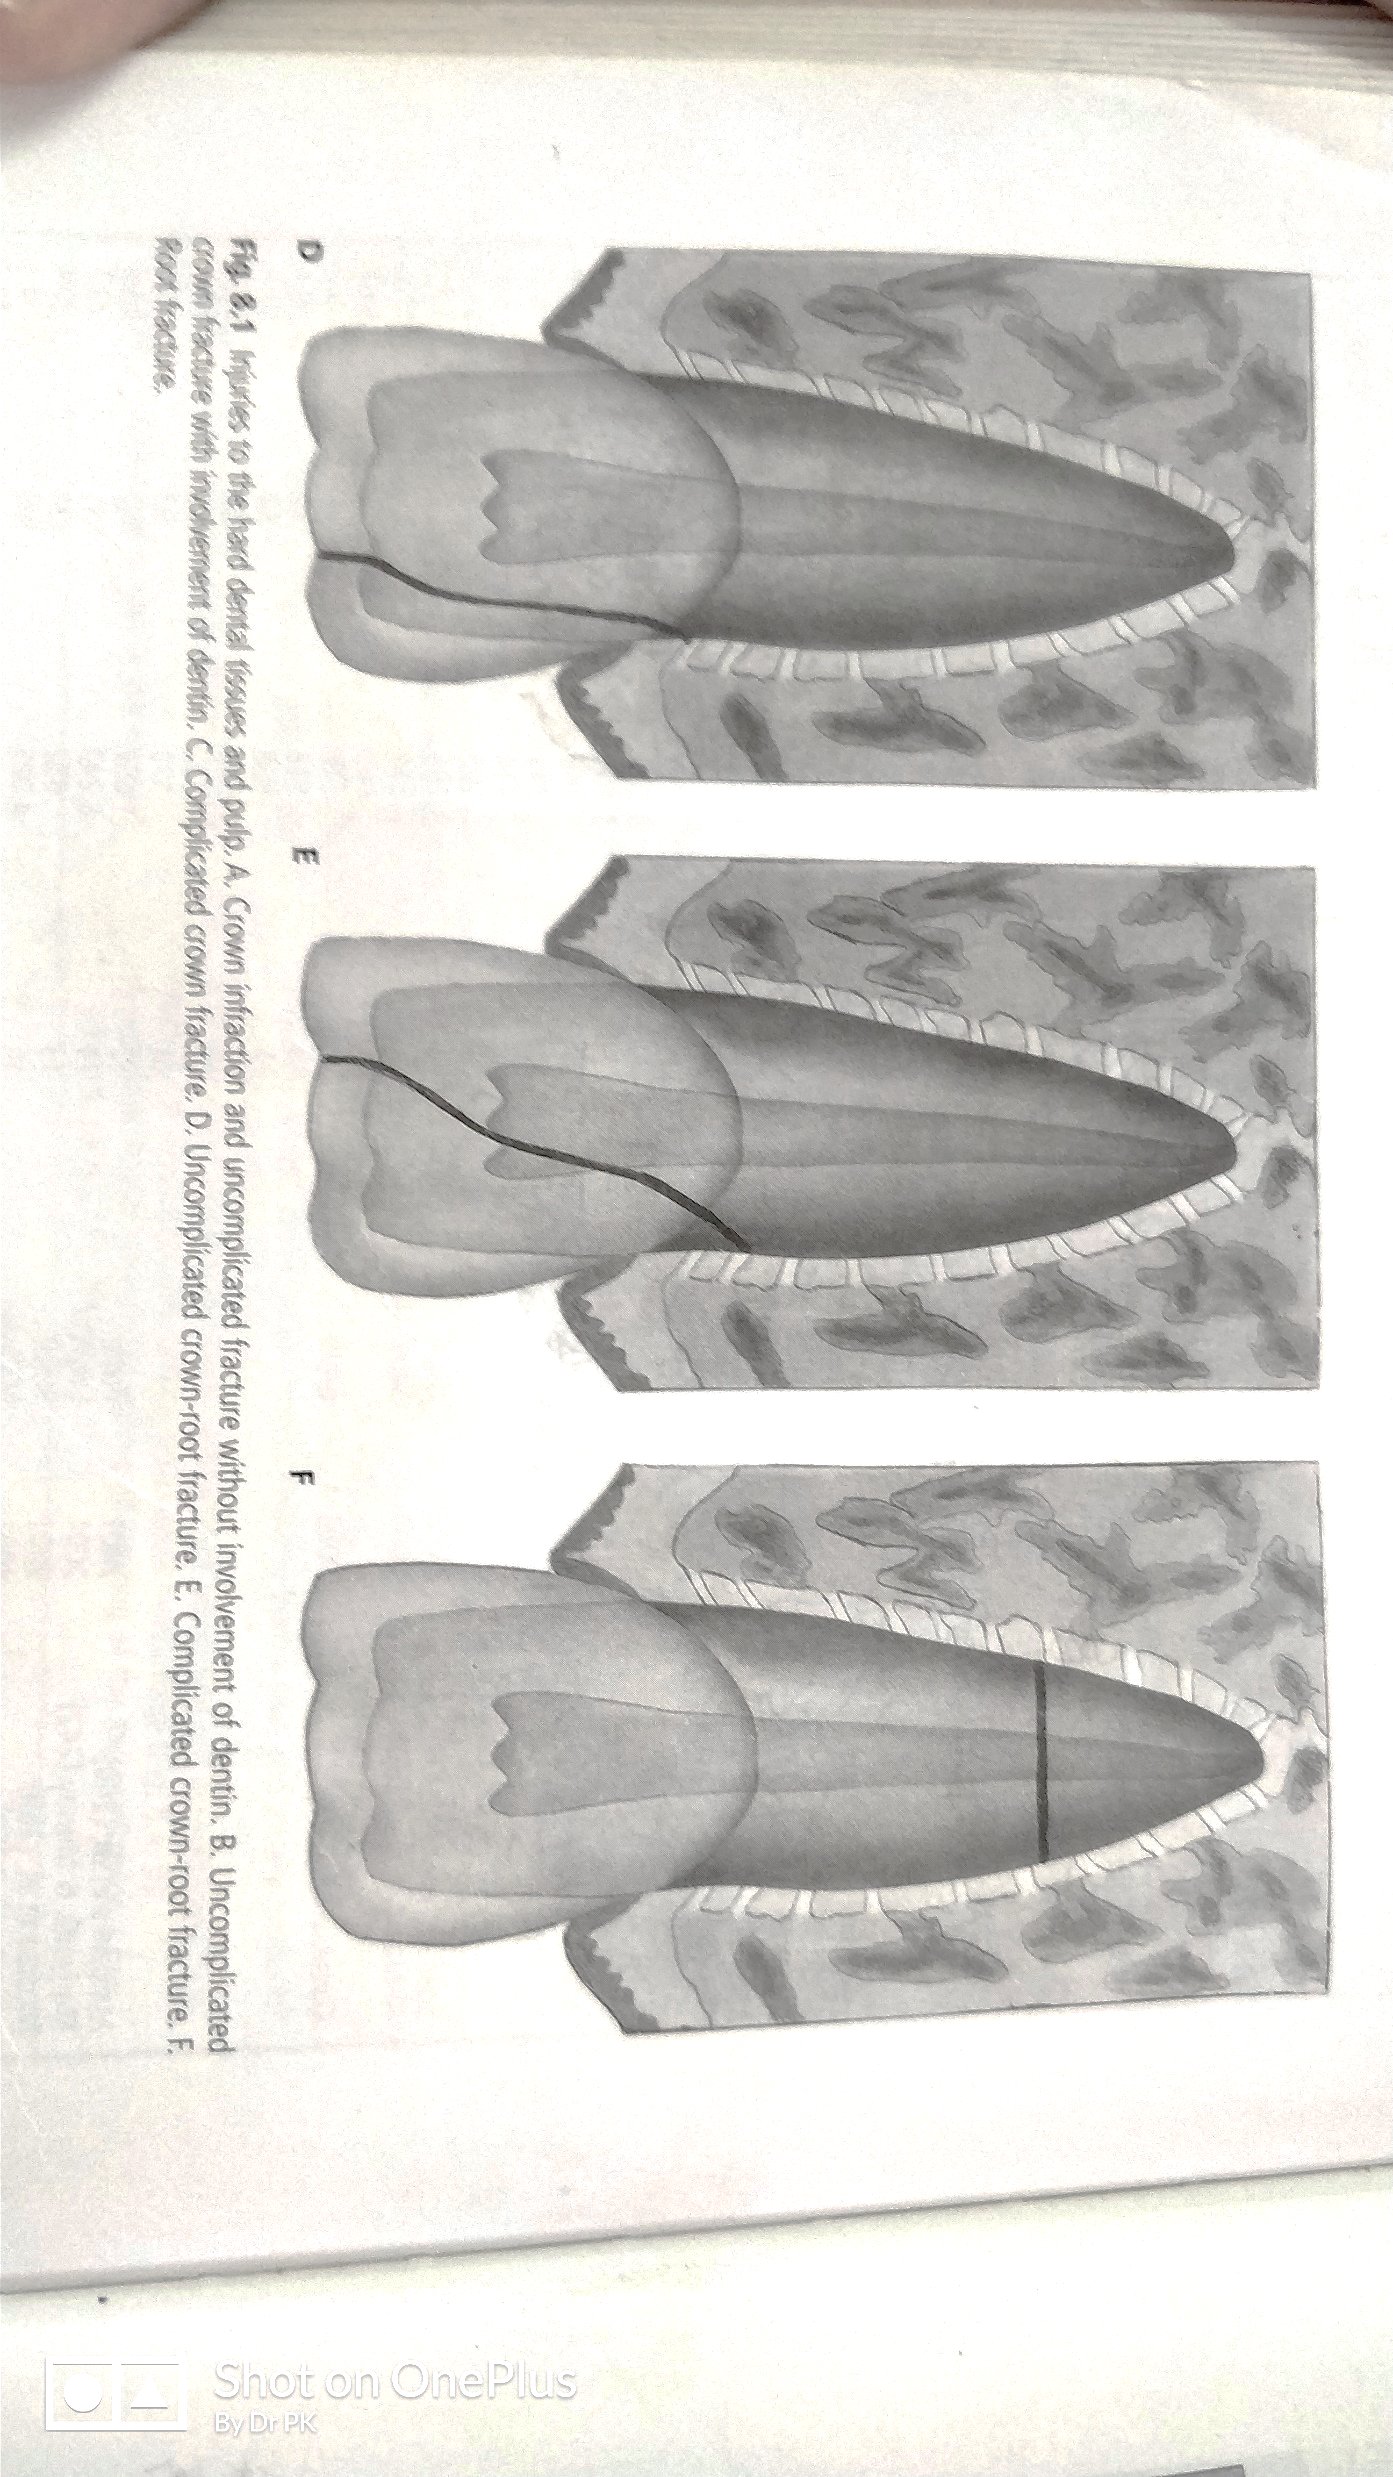 D
E
F
Fig. 8.1 Injuries to the hard dental tissues and pulp. A, Crown infraction and uncomplicated fracture without involvement of dentin. B, Uncomplicated
crown fracture with involvement of dentin. C, Complicated crown fracture. D, Uncomplicated crown-root fracture. E, Complicated crown-root fracture. F,
Root fracture.
Shot on OnePlus
By Dr PK